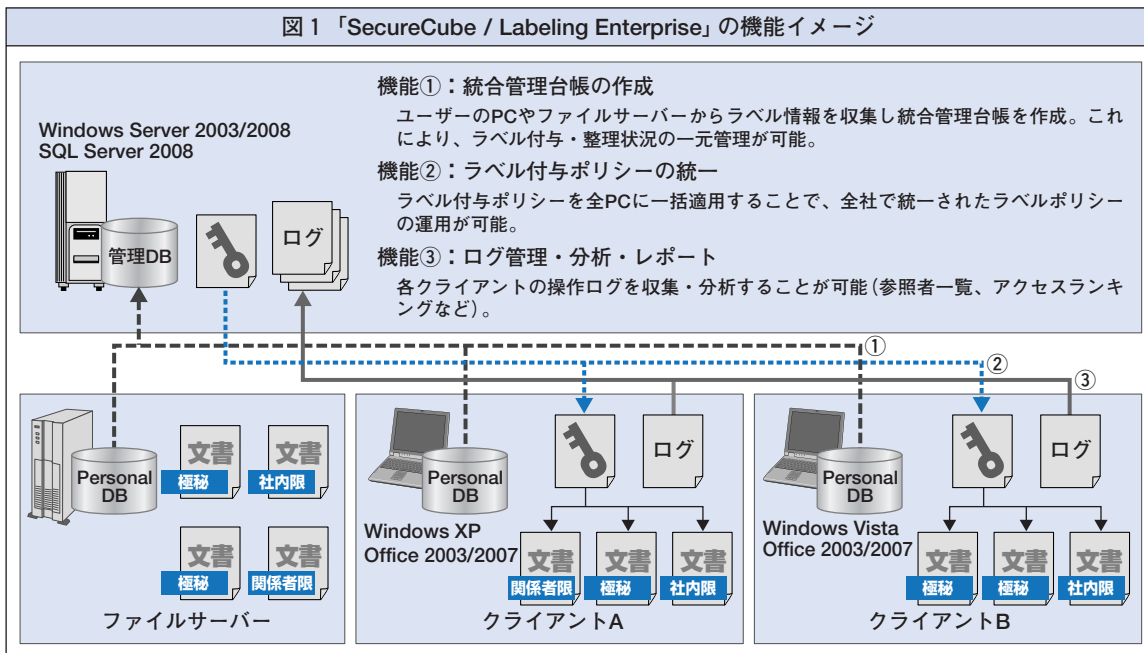 図1 「SecureCube / Labeling Enterprise」の機能イメージ
機能①：統合管理台帳の作成
ユーザーのPCやファイルサーバーからラベル情報を収集し統合管理台帳を作成。これ
により、ラベル付与・整理状況の一元管理が可能。
機能②：ラベル付与ポリシーの統一
ラベル付与ポリシーを全PCに一括適用することで、全社で統一されたラベルポリシー
の運用が可能。
機能③：ログ管理・分析・レポート
各クライアントの操作ログを収集・分析することが可能（参照者一覧、アクセスランキ
ングなど）。
Windows Server 2003/2008
SQL Server 2008
管理DB
ログ
①
②
③
Personal
DB
文書
極秘
文書
社内限
文書
極秘
文書
関係者限
ファイルサーバー
Personal
DB
ログ
Windows XP
Office 2003/2007
文書
関係者限
文書
極秘
文書
社内限
クライアントA
Personal
DB
ログ
Windows Vista
Office 2003/2007
文書
極秘
文書
極秘
文書
社内限
クライアントB